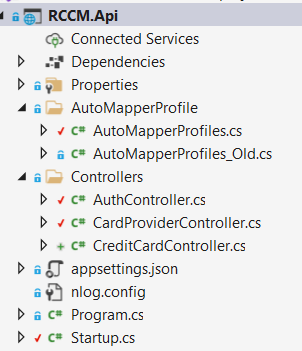 RCCM.Api
Connected Services
Dependencies
Properties
AutoMapperProfile
C# AutoMapperProfiles.cs
C# AutoMapperProfiles_Old.cs
Controllers
C# AuthController.cs
C# CardProviderController.cs
C# CreditCardController.cs
appsettings.json
nlog.config
C# Program.cs
C# Startup.cs